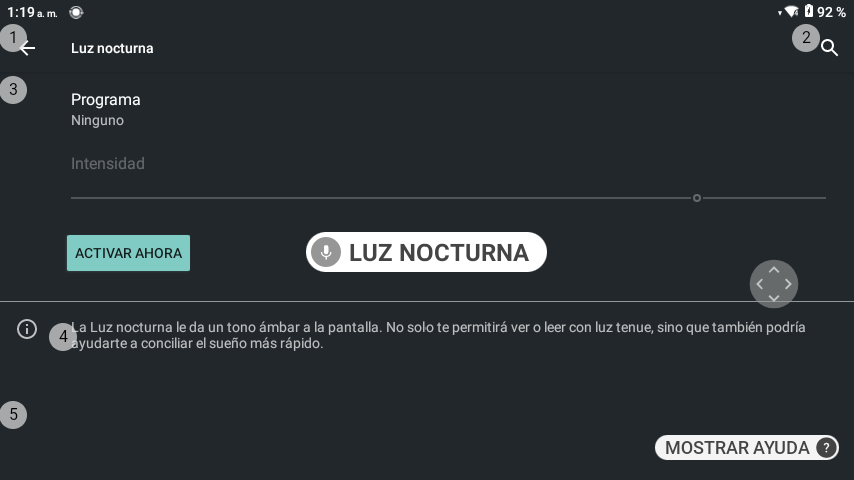 1:19 a. m.
92 %
1
Luz nocturna
2
3
Programa
Ninguno
Intensidad
ACTIVAR AHORA
LUZ NOCTURNA
4
La Luz nocturna le da un tono ámbar a la pantalla. No solo te permitirá ver o leer con luz tenue, sino que también podría
ayudarte a conciliar el sueño más rápido.
5
MOSTRAR AYUDA ?